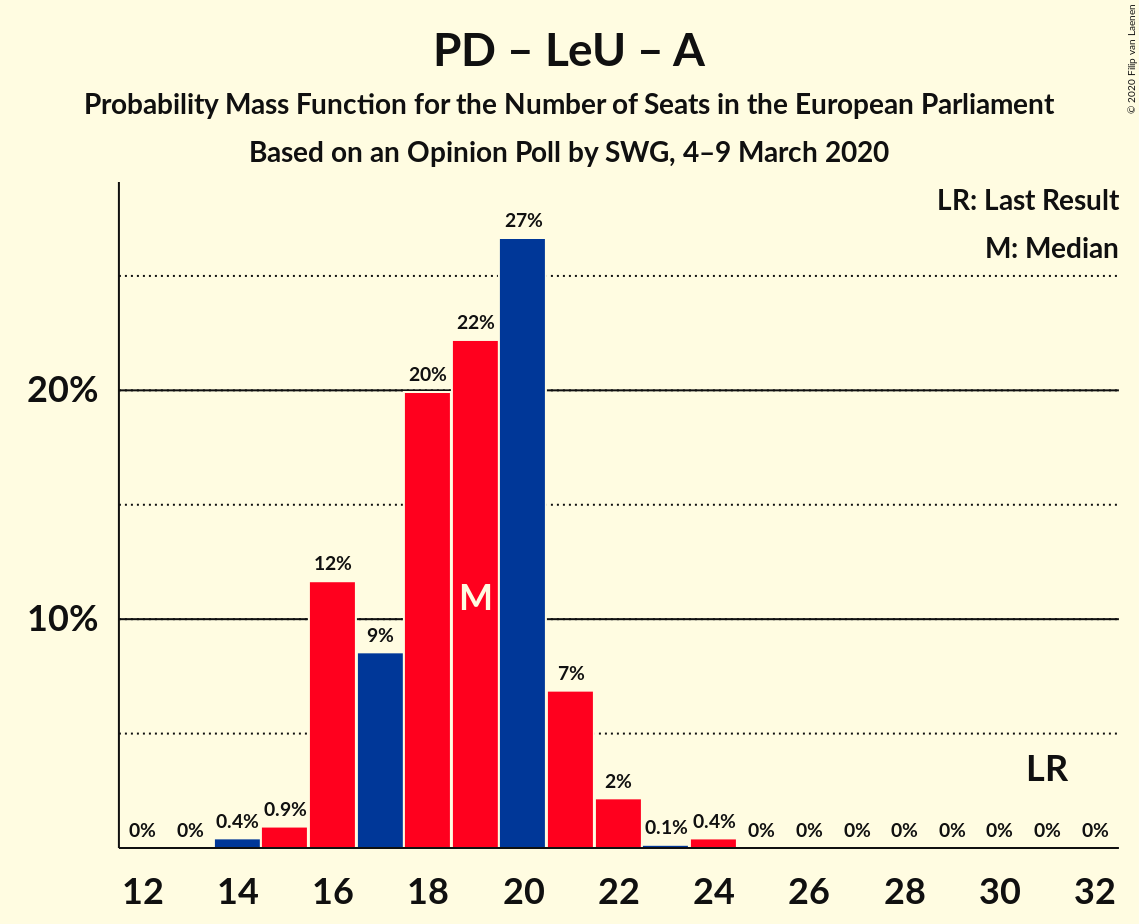 PD – LeU – A
Probability Mass Function for the Number of Seats in the European Parliament
Based on an Opinion Poll by SWG, 4–9 March 2020
© 2020 Filip van Laenen
LR: Last Result
M: Median
27%
22%
20%
20%
12%
M
10%
9%
7%
LR
2%
0% 0% 0.4% 0.9% 0.1% 0.4% 0% 0% 0% 0% 0% 0% 0% 0%
12 14 16 18 20 22 24 26 28 30 32